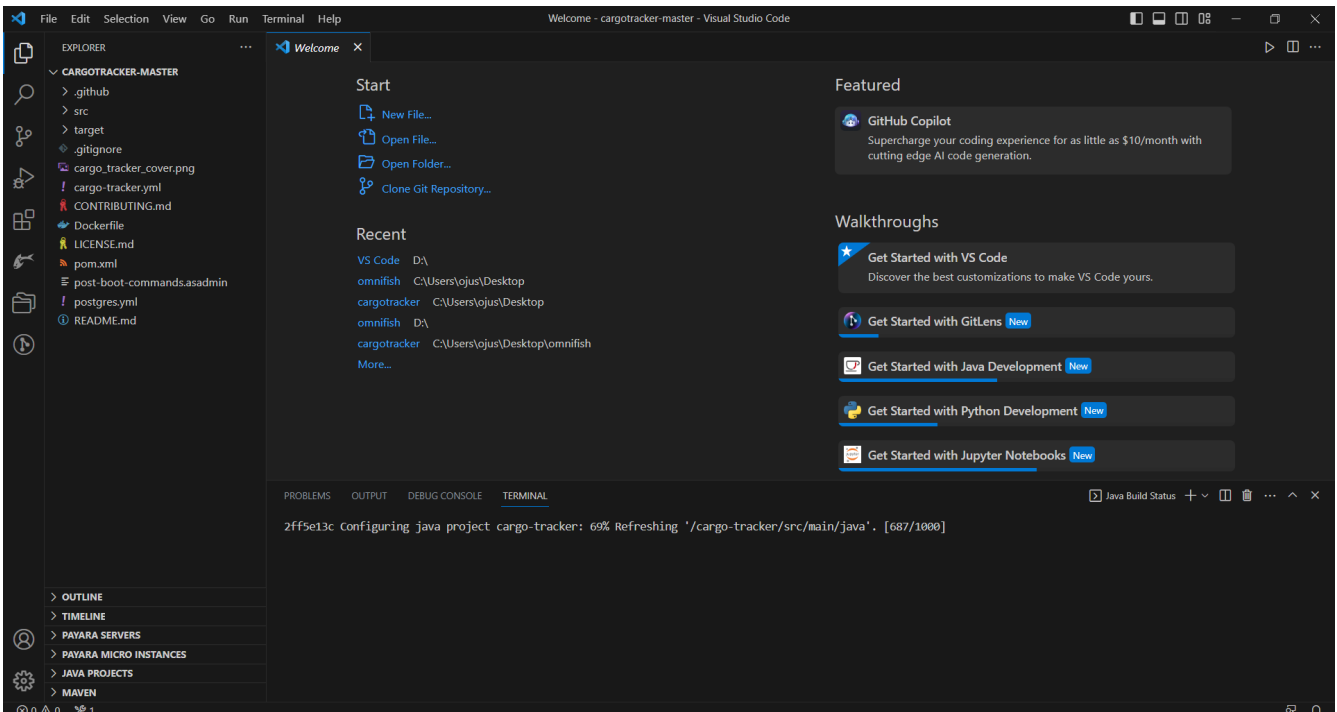 File Edit Selection View Go Run Terminal Help
Welcome - cargotracker-master - Visual Studio Code
EXPLORER
CARGOTRACKER-MASTER
.github
src
target
.gitignore
cargo_tracker_cover.png
cargo-tracker.yml
CONTRIBUTING.md
Dockerfile
LICENSE.md
pom.xml
post-boot-commands.asadmin
postgres.yml
README.md
OUTLINE
TIMELINE
PAYARA SERVERS
PAYARA MICRO INSTANCES
JAVA PROJECTS
MAVEN
Welcome
Start
New File...
Open File...
Open Folder...
Clone Git Repository...
Recent
VS Code D:\
omnifish C:\Users\ojus\Desktop
cargotracker C:\Users\ojus\Desktop
omnifish D:\
cargotracker C:\Users\ojus\Desktop\omnifish
More...
Featured
GitHub Copilot
Supercharge your coding experience for as little as $10/month with
cutting edge AI code generation.
Walkthroughs
Get Started with VS Code
Discover the best customizations to make VS Code yours.
Get Started with GitLens New
Get Started with Java Development New
Get Started with Python Development New
Get Started with Jupyter Notebooks New
PROBLEMS OUTPUT DEBUG CONSOLE TERMINAL
Java Build Status
2ff5e13c Configuring java project cargo-tracker: 69% Refreshing '/cargo-tracker/src/main/java'. [687/1000]
0 0 1